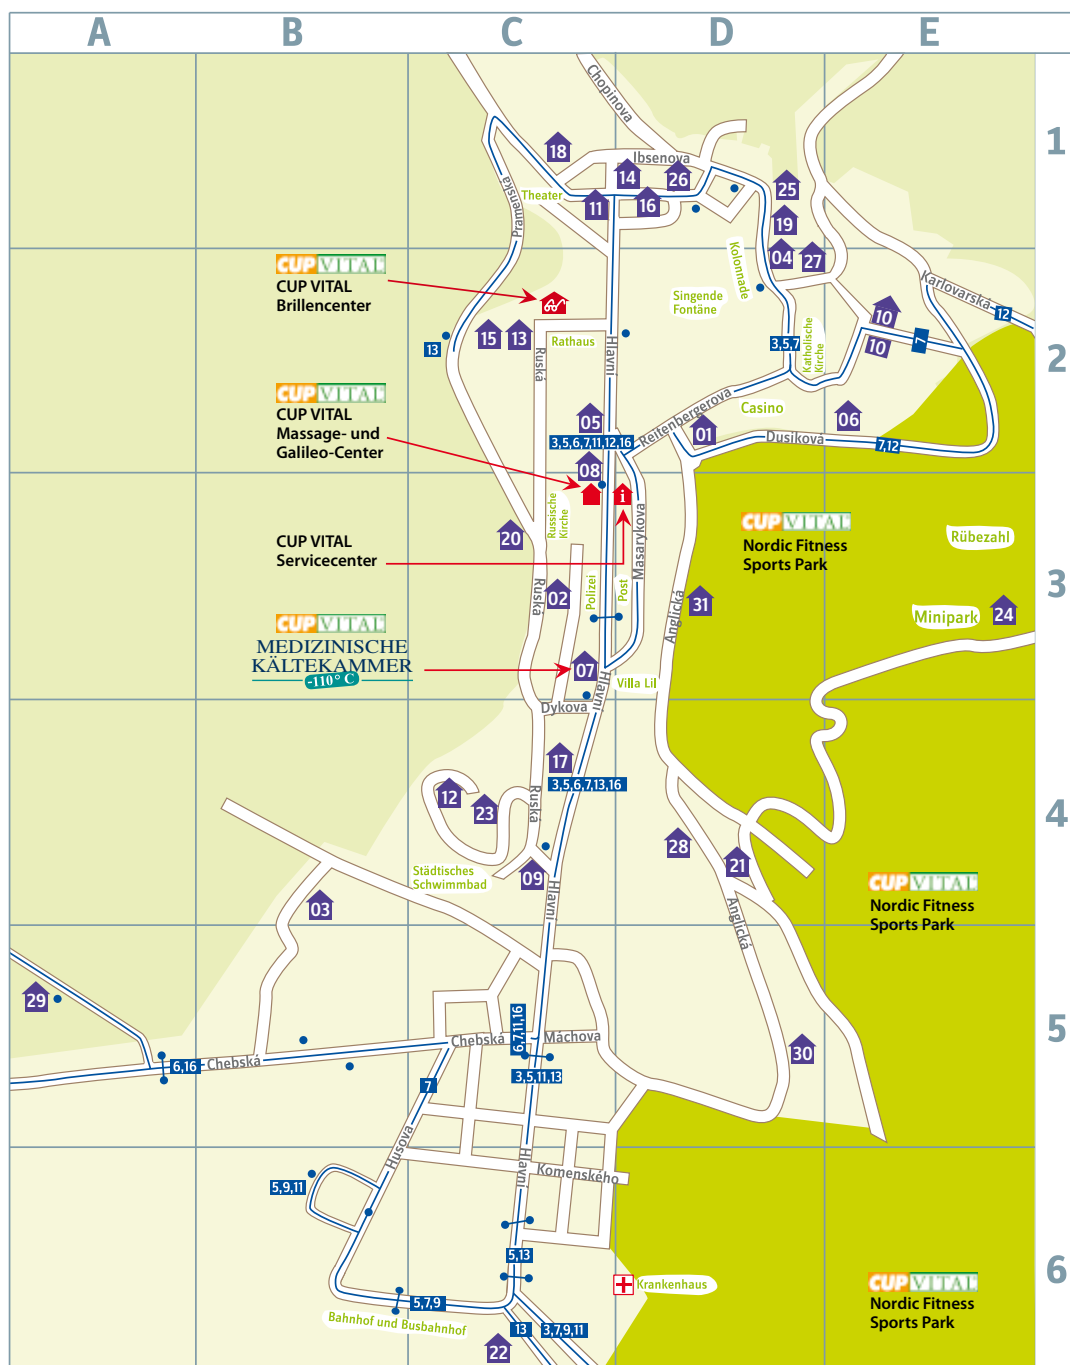 A
B
C
D
E
1
2
3
4
5
6
Chopinova
Ibsenova
Pramenská
Theater
18
14
26
11
16
25
19
04
27
Kolonnade
Singende
Fontäne
Karlovarská
12
CUP VITAL
CUP VITAL
Brillencenter
13
15
13
Ruská
Rathaus
Hlavní
3,5,7
Katholische
Kirche
10
10
7
CUP VITAL
CUP VITAL
Massage- und
Galileo-Center
05
3,5,6,7,11,12,16
Reitenbergerova
Casino
01
06
Dusíková
7,12
08
i
Russische
Kirche
20
Masarykova
CUP VITAL
Nordic Fitness
Sports Park
Rübezahl
CUP VITAL
Servicecenter
Ruská
02
Polizei
Post
Anglická
31
Minipark
24
CUP VITAL
MEDIZINISCHE
KÄLTEKAMMER
-110° C
07
Hlavní
Villa Lil
Dykova
17
3,5,6,7,13,16
12
23
Ruská
28
21
Städtisches
Schwimmbad
09
Hlavní
03
Anglická
CUP VITAL
Nordic Fitness
Sports Park
29
6,7,11,16
Chebská
Máchova
6,16
Chebská
3,5,11,13
7
30
Husova
Hlavní
Komenského
5,9,11
5,13
Krankenhaus
5,7,9
Bahnhof und Busbahnhof
13
3,7,9,11
22
CUP VITAL
Nordic Fitness
Sports Park